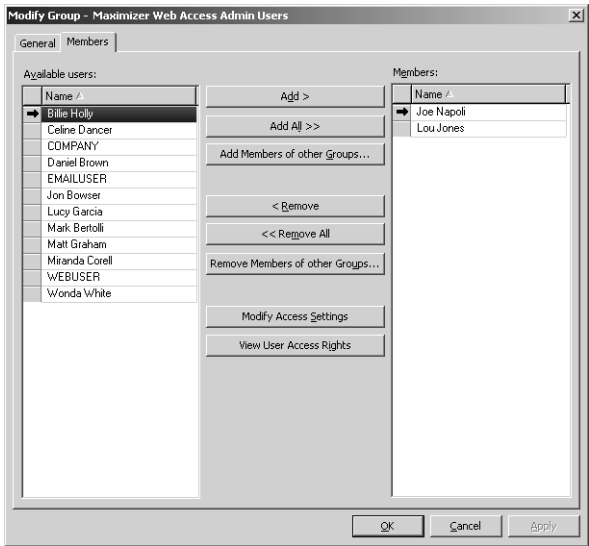 Modify Group - Maximizer Web Access Admin Users
General Members
Available users:
Name
Billie Holly
Celine Dancer
COMPANY
Daniel Brown
EMAILUSER
Jon Bowser
Lucy Garcia
Mark Bertolli
Matt Graham
Miranda Corell
WEBUSER
Wonda White
Add >
Add All >>
Add Members of other Groups...
< Remove
<< Remove All
Remove Members of other Groups...
Modify Access Settings
View User Access Rights
Members:
Name
Joe Napoli
Lou Jones
OK
Cancel
Apply